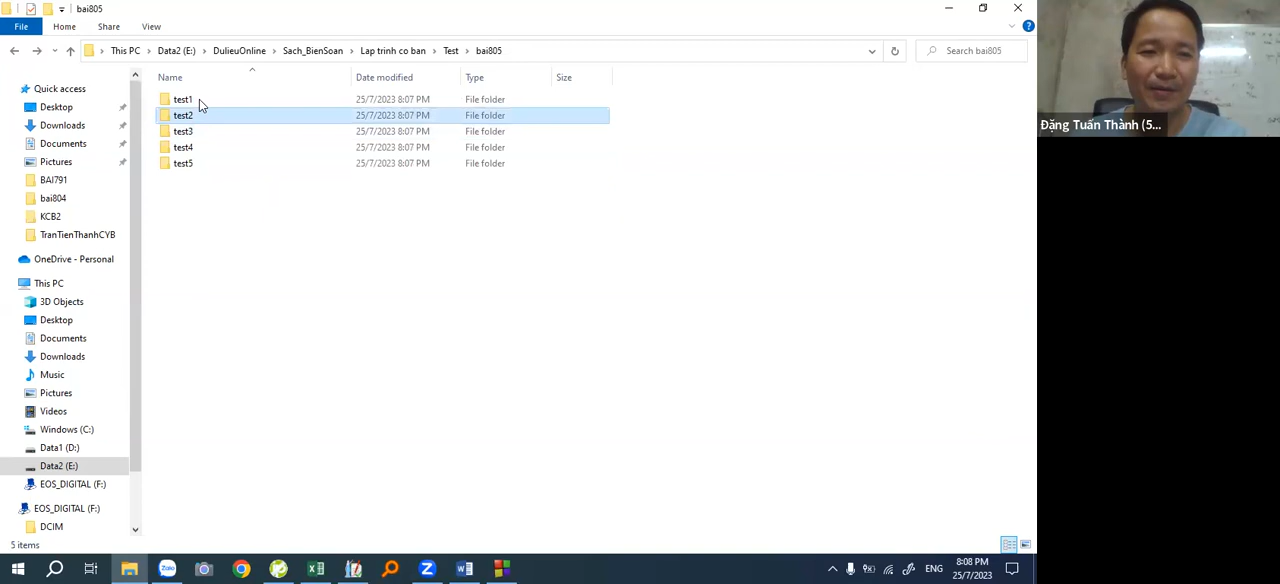 bai805
File Home Share View
This PC > Data2 (E:) > DulieuOnline > Sach_BienSoan > Lap trinh co ban > Test > bai805
Search bai805
Name Date modified Type Size
test1 25/7/2023 8:07 PM File folder
test2 25/7/2023 8:07 PM File folder
test3 25/7/2023 8:07 PM File folder
test4 25/7/2023 8:07 PM File folder
test5 25/7/2023 8:07 PM File folder
Quick access
Desktop
Downloads
Documents
Pictures
BAI791
bai804
KCB2
TranTienThanhCYB
OneDrive - Personal
This PC
3D Objects
Desktop
Documents
Downloads
Music
Pictures
Videos
Windows (C:)
Data1 (D:)
Data2 (E:)
EOS_DIGITAL (F:)
EOS_DIGITAL (F:)
DCIM
5 items
Đặng Tuấn Thành (5...
Zalo
ENG
8:08 PM
25/7/2023